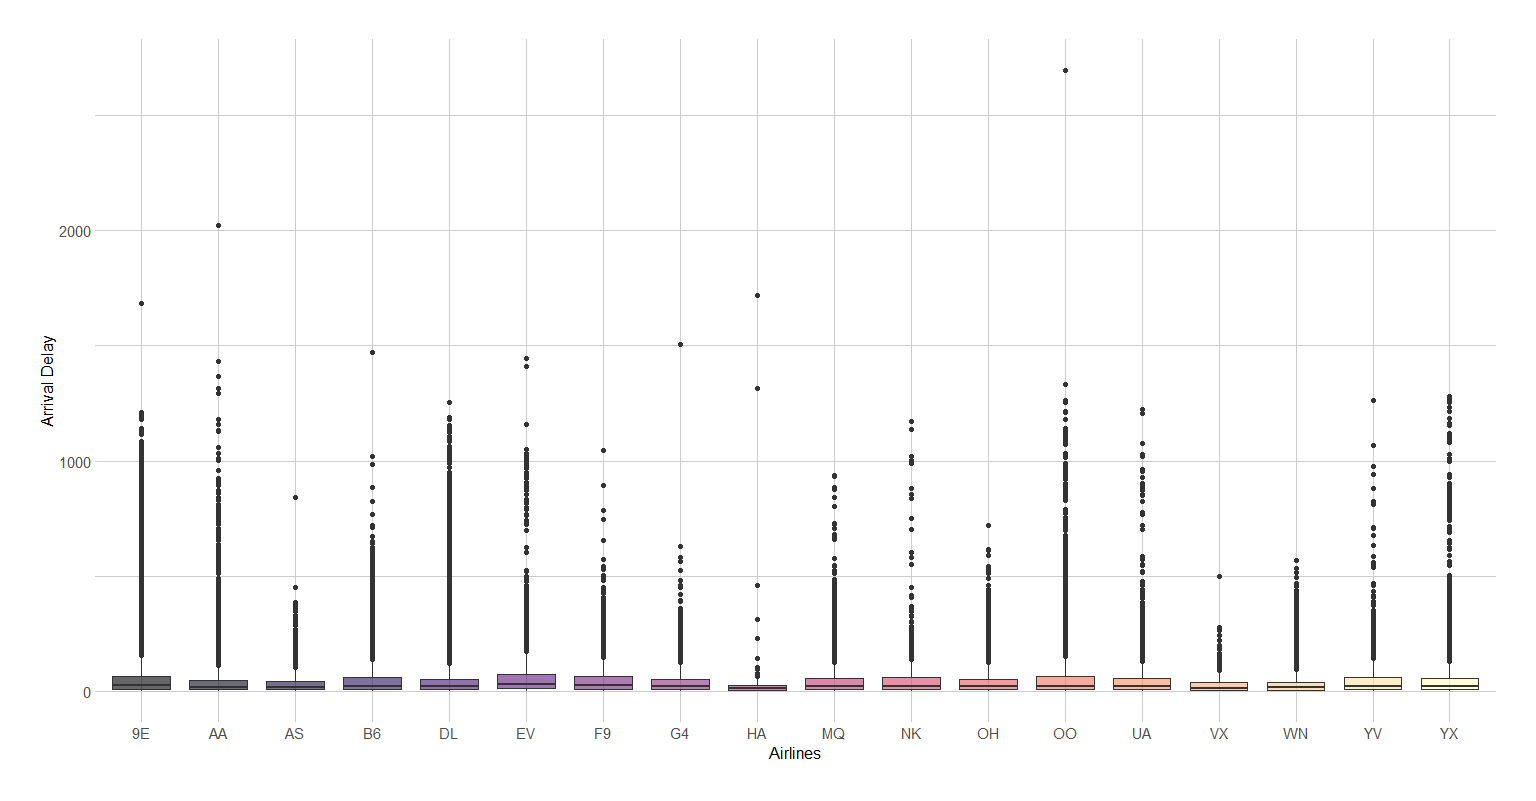 2000
1000
0
Arrival Delay
9E AA AS B6 DL EV F9 G4 HA MQ NK OH OO UA VX WN YV YX
Airlines